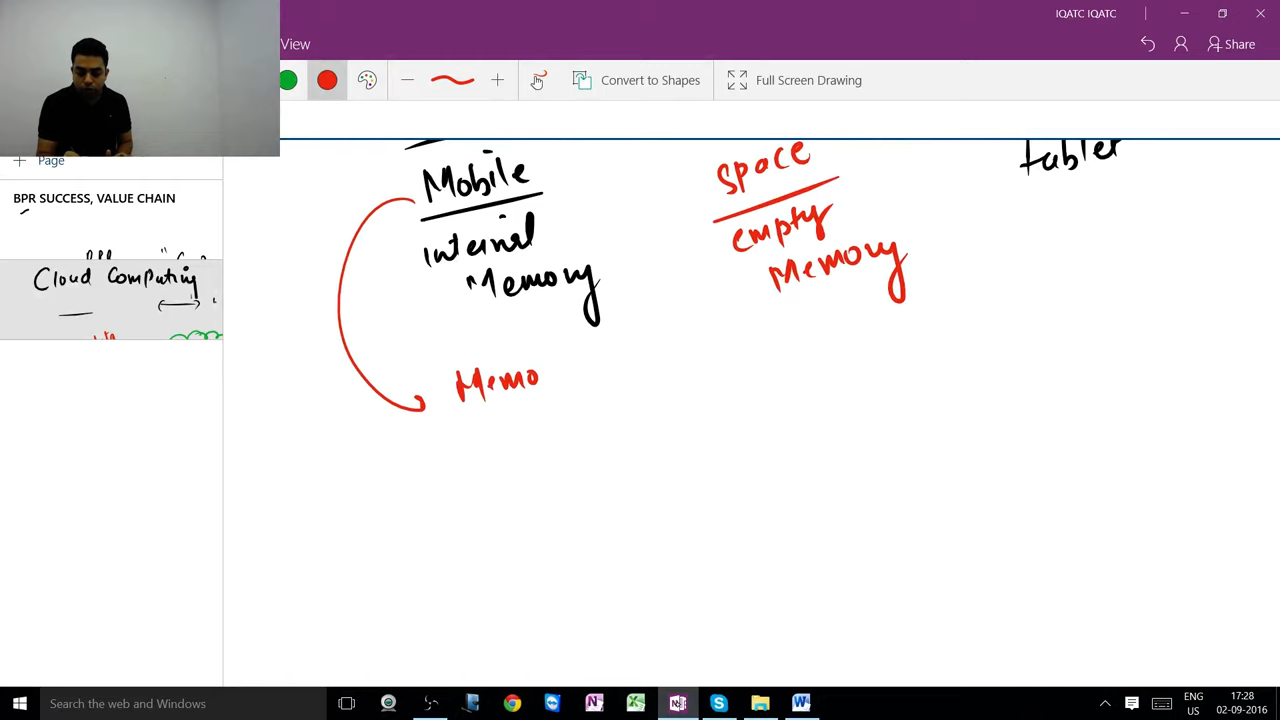 IQATC IQATC
View
Share
Convert to Shapes
Full Screen Drawing
Page
BPR SUCCESS, VALUE CHAIN
Cloud Computing
Mobile
internal
Memory
Space
empty
Memory
tablet
Memo
Search the web and Windows
ENG
US
17:28
02-09-2016